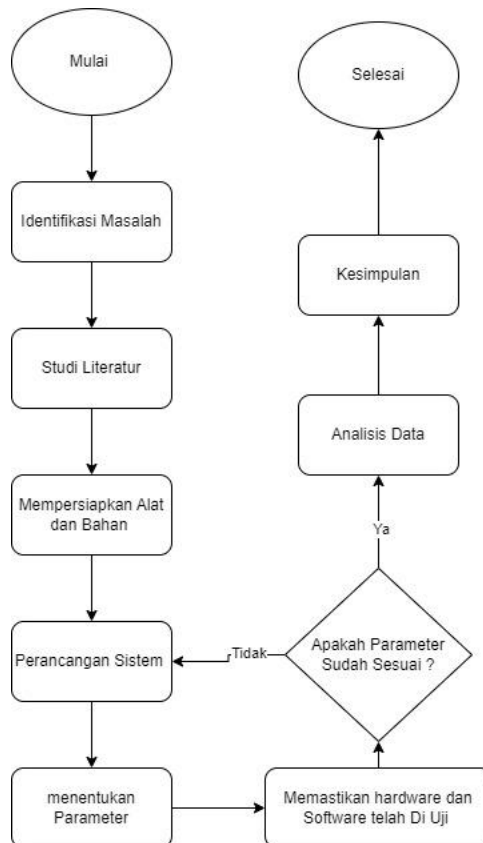 Mulai
Identifikasi Masalah
Studi Literatur
Mempersiapkan Alat
dan Bahan
Perancangan Sistem
menentukan
Parameter
Memastikan hardware dan
Software telah Di Uji
Apakah Parameter
Sudah Sesuai ?
Tidak
Ya
Analisis Data
Kesimpulan
Selesai